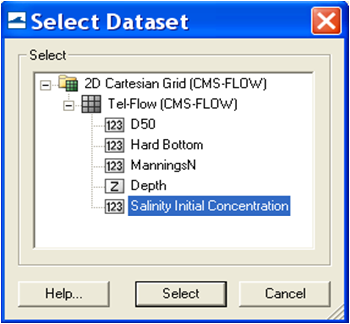 Select Dataset
Select
2D Cartesian Grid (CMS-FLOW)
Tel-Flow (CMS-FLOW)
123 D50
123 Hard Bottom
123 ManningsN
Z Depth
123 Salinity Initial Concentration
Help... Select Cancel